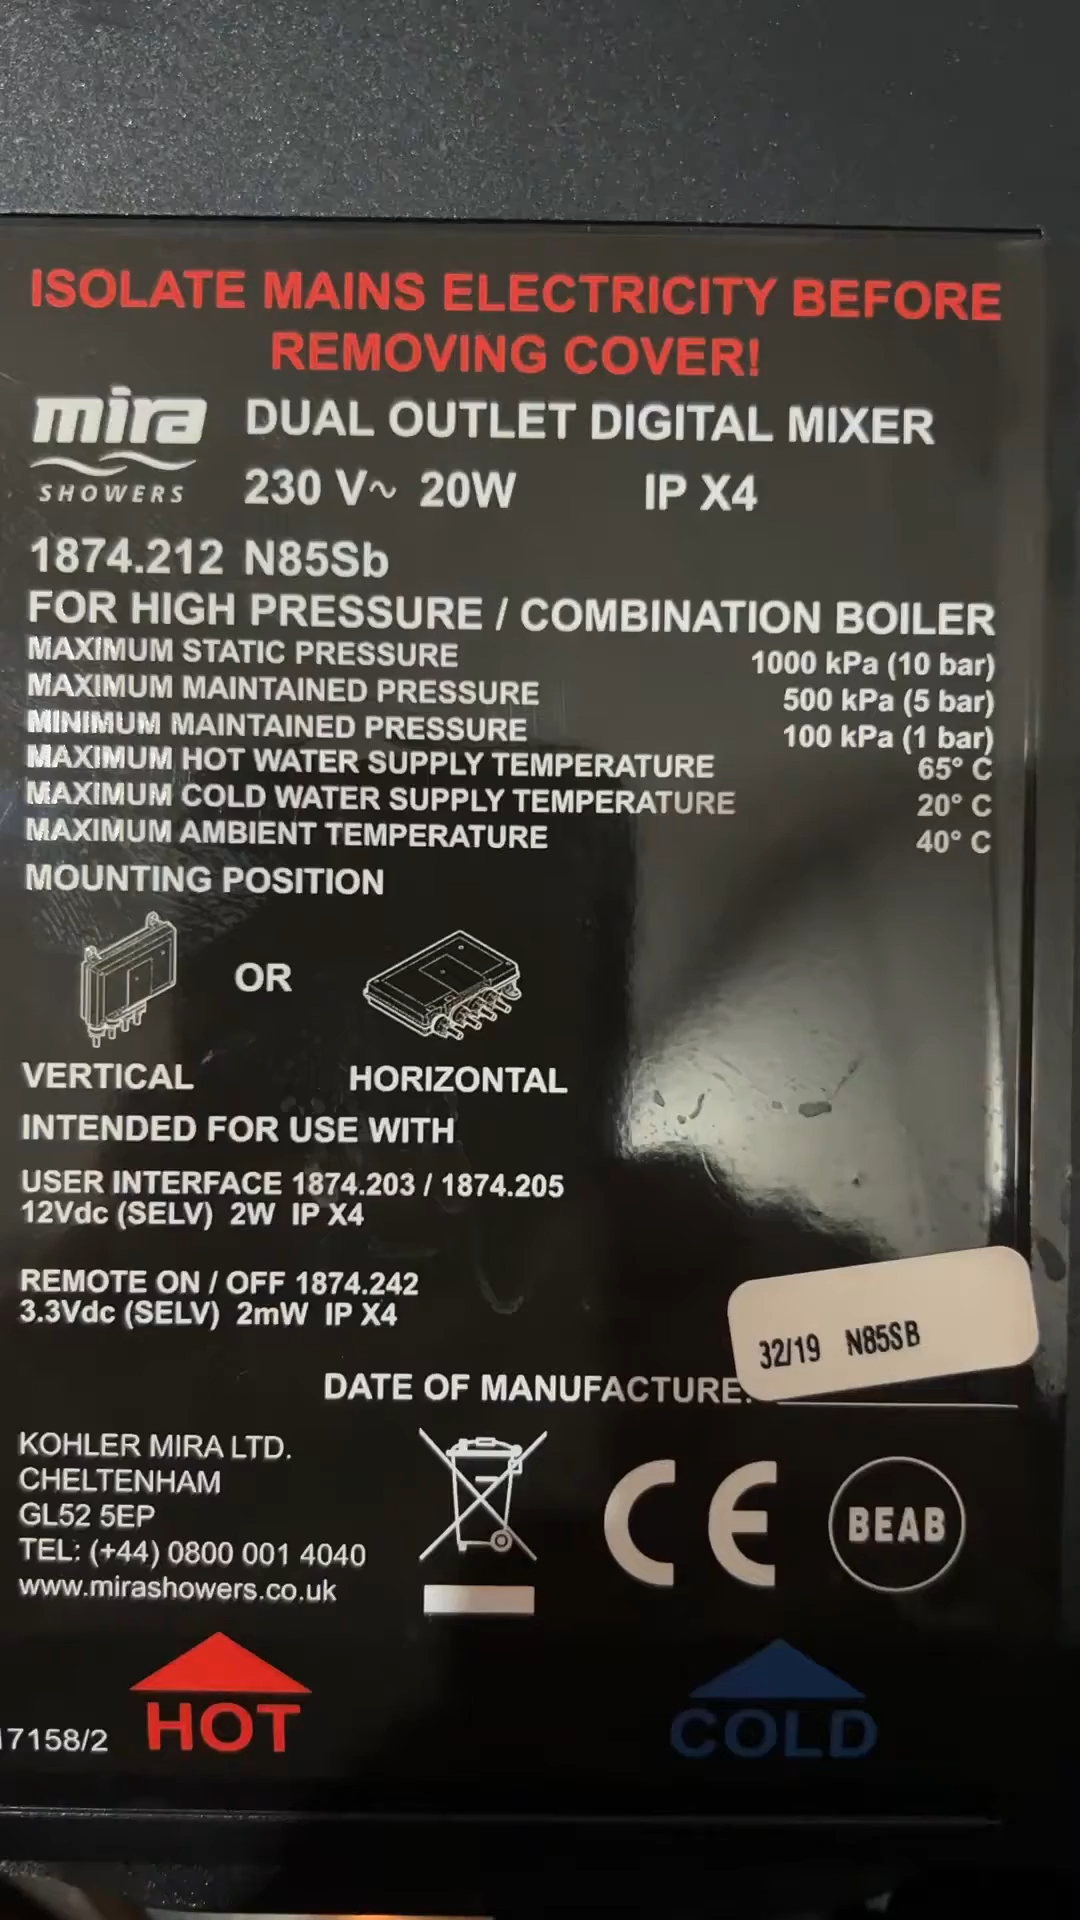 ISOLATE MAINS ELECTRICITY BEFORE
REMOVING COVER!
mira
SHOWERS
DUAL OUTLET DIGITAL MIXER
230 V~ 20W IP X4
1874.212 N85Sb
FOR HIGH PRESSURE / COMBINATION BOILER
MAXIMUM STATIC PRESSURE 1000 kPa (10 bar)
MAXIMUM MAINTAINED PRESSURE 500 kPa (5 bar)
MINIMUM MAINTAINED PRESSURE 100 kPa (1 bar)
MAXIMUM HOT WATER SUPPLY TEMPERATURE 65° C
MAXIMUM COLD WATER SUPPLY TEMPERATURE 20° C
MAXIMUM AMBIENT TEMPERATURE 40° C
MOUNTING POSITION
OR
VERTICAL HORIZONTAL
INTENDED FOR USE WITH
USER INTERFACE 1874.203 / 1874.205
12Vdc (SELV) 2W IP X4
REMOTE ON / OFF 1874.242
3.3Vdc (SELV) 2mW IP X4
32/19 N85SB
DATE OF MANUFACTURE:
KOHLER MIRA LTD.
CHELTENHAM
GL52 5EP
TEL: (+44) 0800 001 4040
www.mirashowers.co.uk
CE
BEAB
7158/2
HOT
COLD